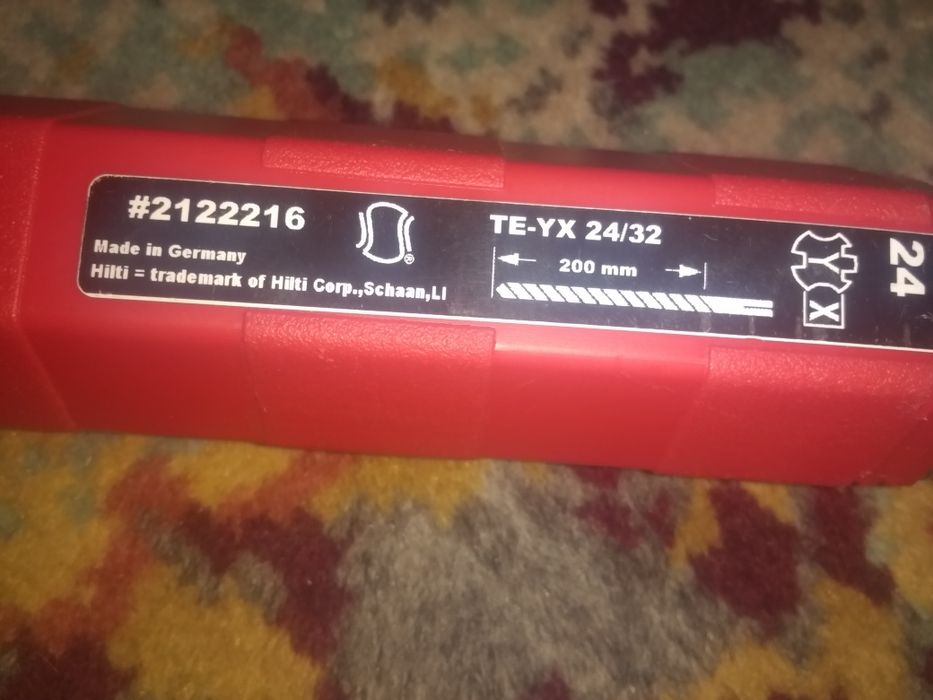 #2122216
Made in Germany
Hilti = trademark of Hilti Corp.,Schaan,LI
®
TE-YX 24/32
200 mm
Y
X
24